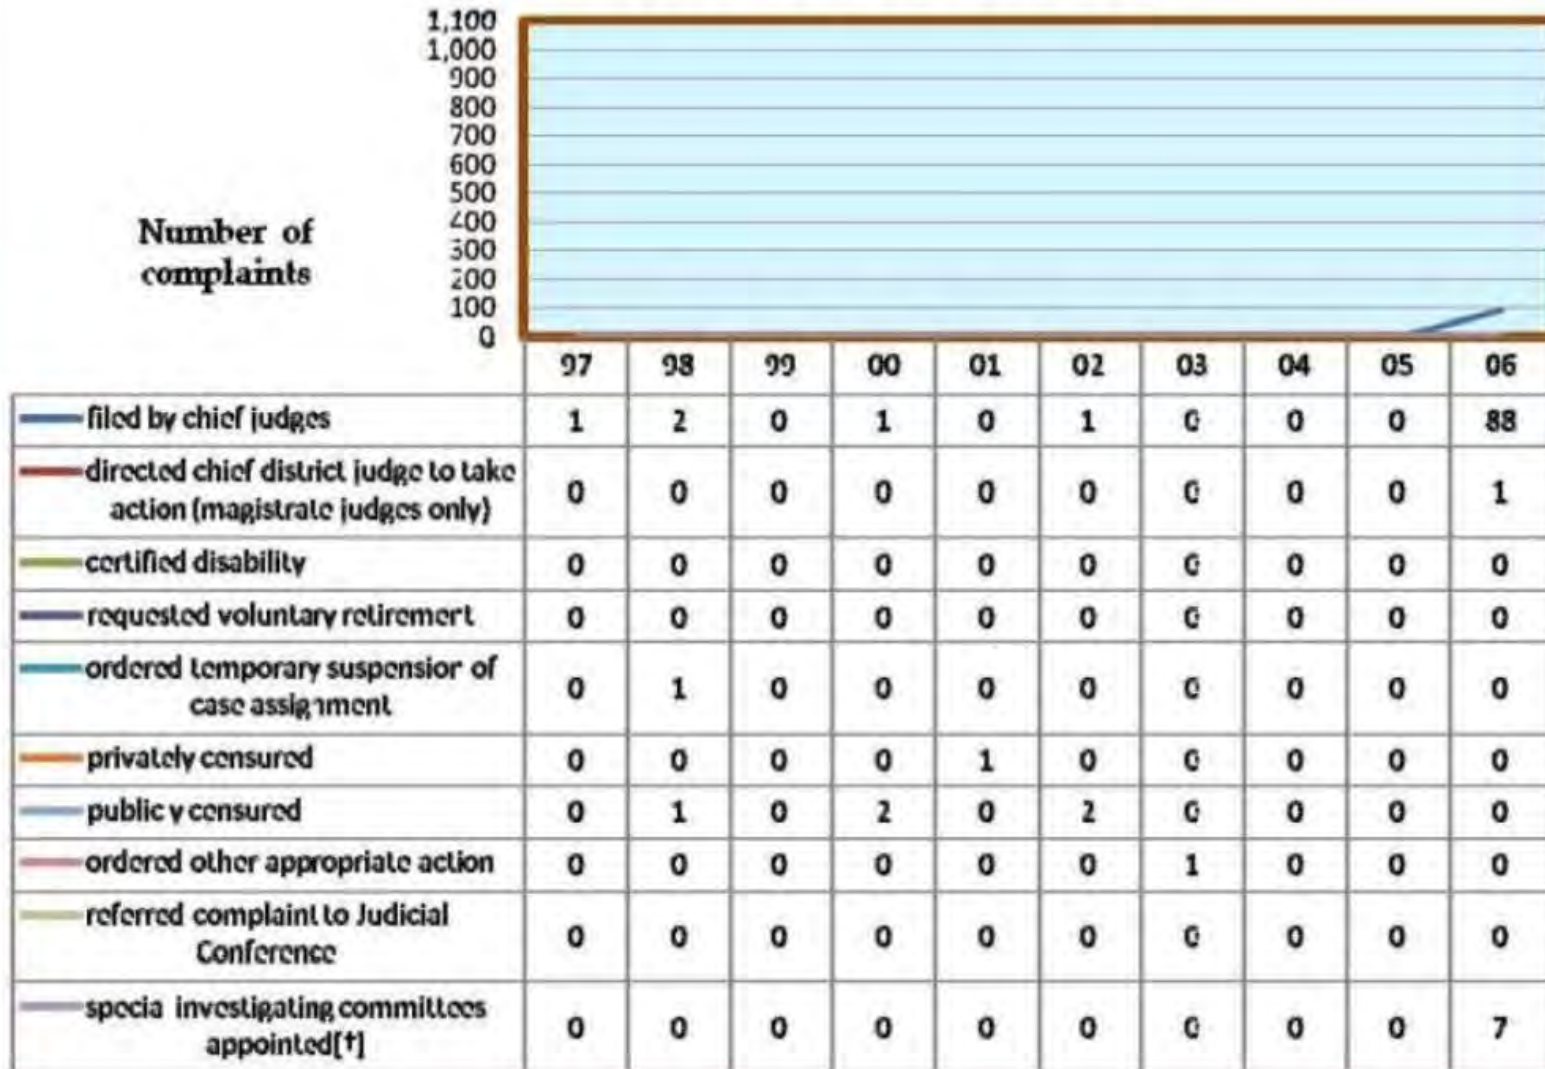 1,100
1,000
900
800
700
600
500
400
300
200
100
0
Number of
complaints
97 98 99 00 01 02 03 04 05 06
filed by chief judges 1 2 0 1 0 1 0 0 0 88
directed chief district judge to take
action (magistrate judges only) 0 0 0 0 0 0 0 0 0 1
certified disability 0 0 0 0 0 0 0 0 0 0
requested voluntary retirement 0 0 0 0 0 0 0 0 0 0
ordered temporary suspension of
case assignment 0 1 0 0 0 0 0 0 0 0
privately censured 0 0 0 0 1 0 0 0 0 0
public y censured 0 1 0 2 0 2 0 0 0 0
ordered other appropriate action 0 0 0 0 0 0 1 0 0 0
referred complaint to Judicial
Conference 0 0 0 0 0 0 0 0 0 0
specia investigating committees
appointed[†] 0 0 0 0 0 0 0 0 0 7